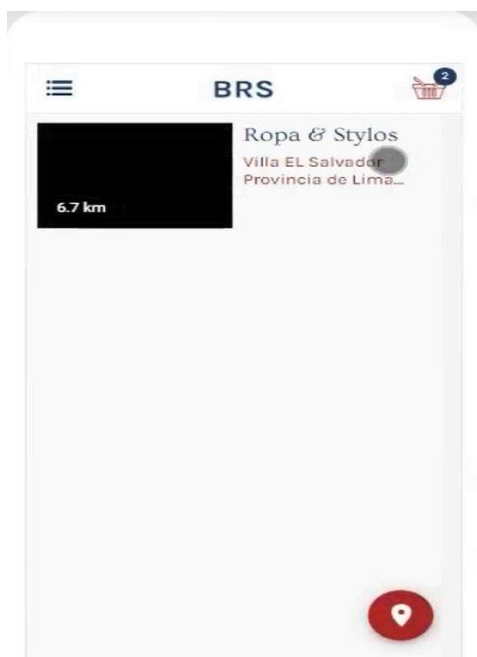 BRS
2
Ropa & Stylos
Villa EL Salvador
Provincia de Lima...
6.7 km